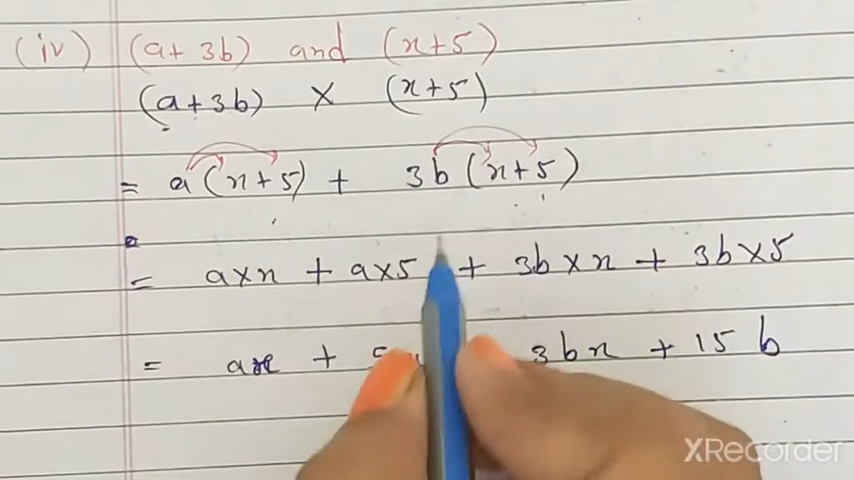 (iv) (a+3b) and (x+5)
(a+3b) × (x+5)
= a(x+5) + 3b(x+5)
= a×x + a×5 + 3b×x + 3b×5
= ax + 3bx + 15b
XRecorder